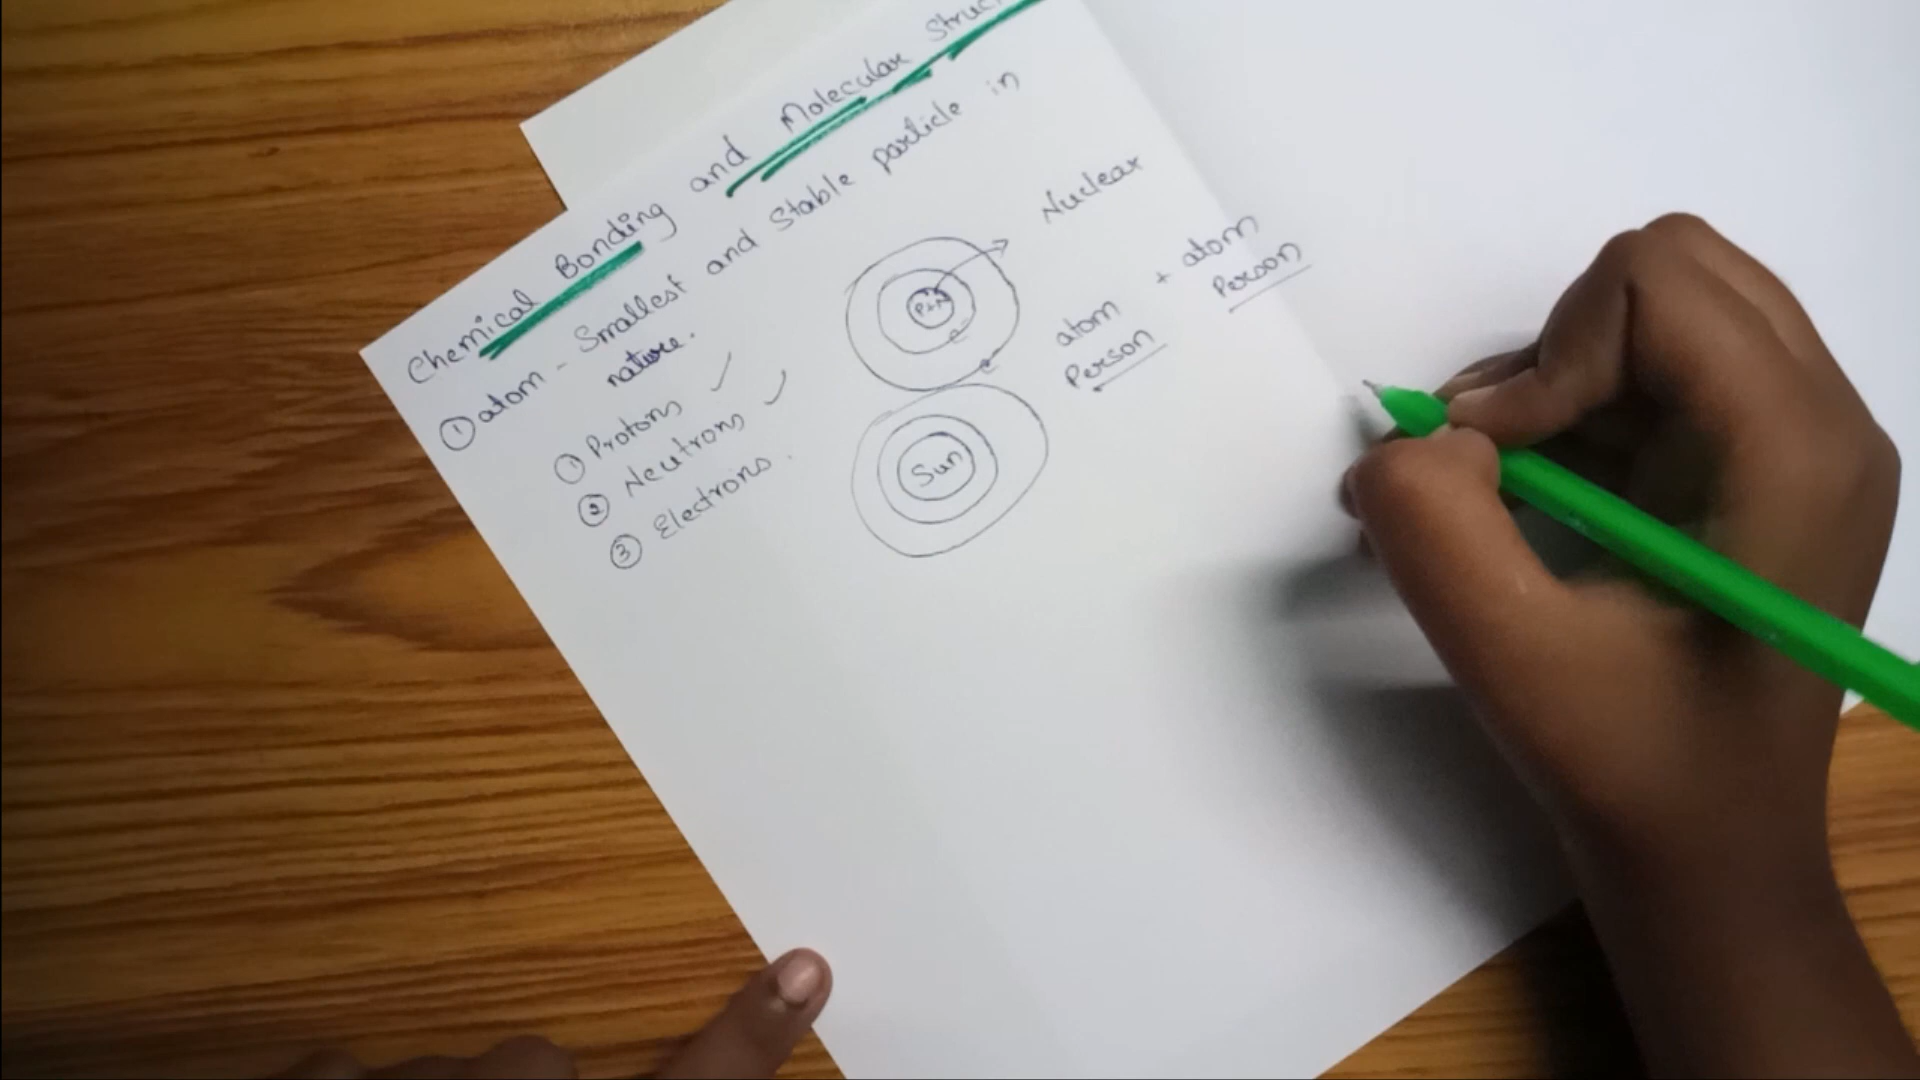 Chemical Bonding and Molecular Struc
① atom - Smallest and Stable particle in
nature.
① Protons
② Neutrons
③ Electrons.
P+N
e
e
Nuclear
Sun
atom + atom
Person Person